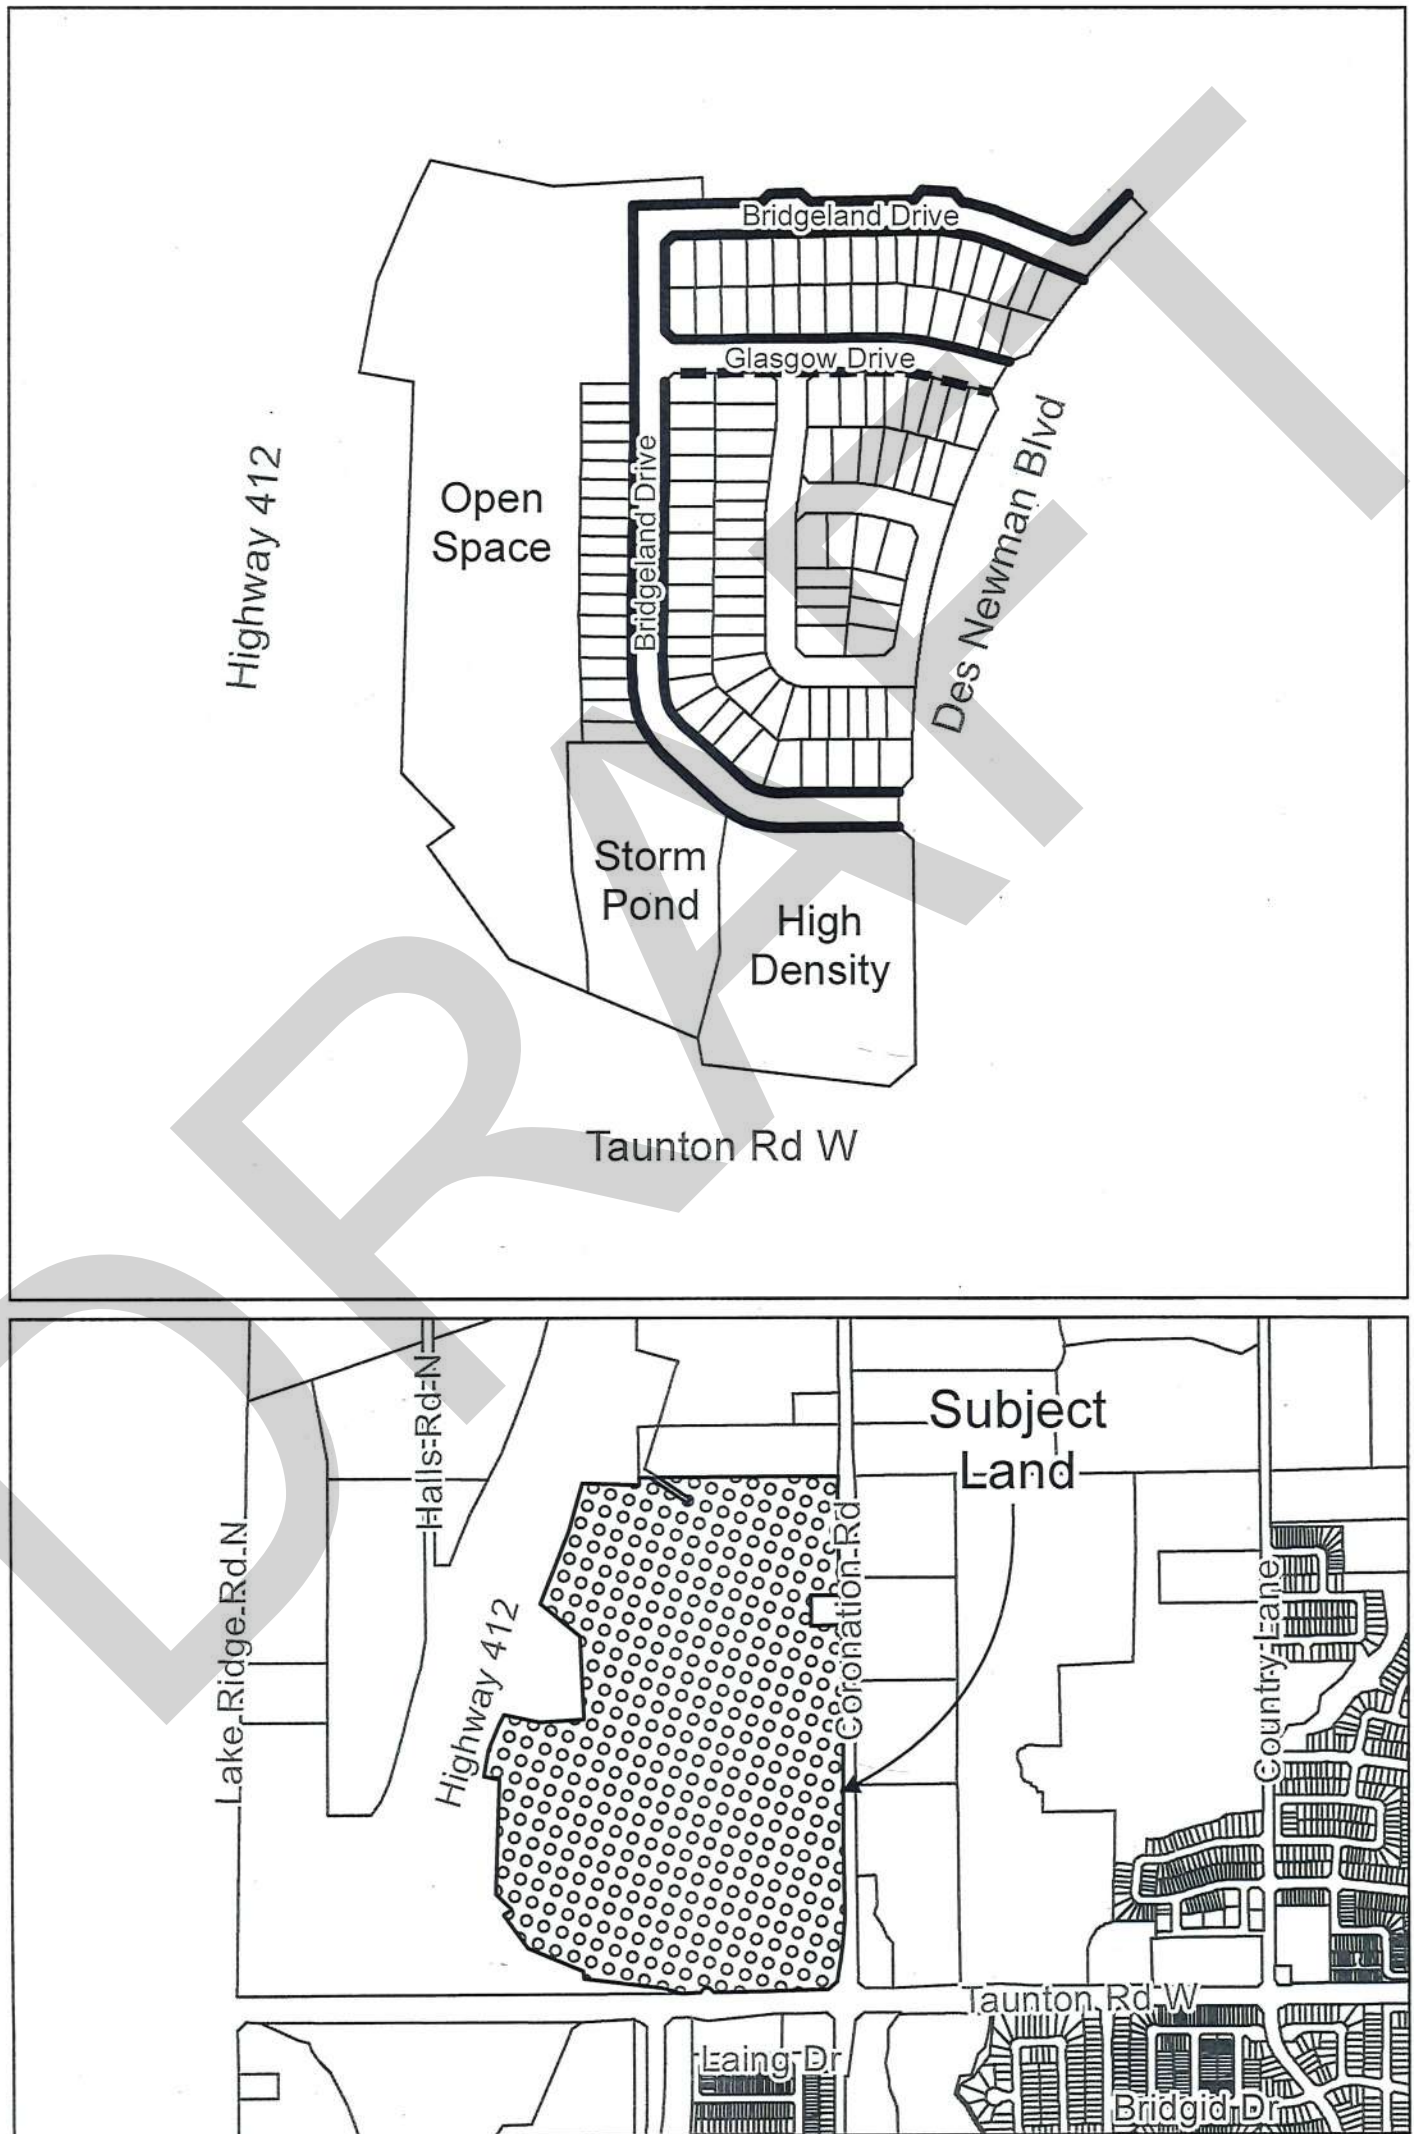 Bridgeland Drive
Glasgow Drive
Highway 412
Open
Space
Bridgeland Drive
Des Newman Blvd
Storm
Pond
High
Density
Taunton Rd W
DRAFT
Halls Rd N
Subject
Land
Lake Ridge Rd N
Highway 412
Coronation Rd
Country Lane
Taunton Rd W
Laing Dr
Bridgid Dr